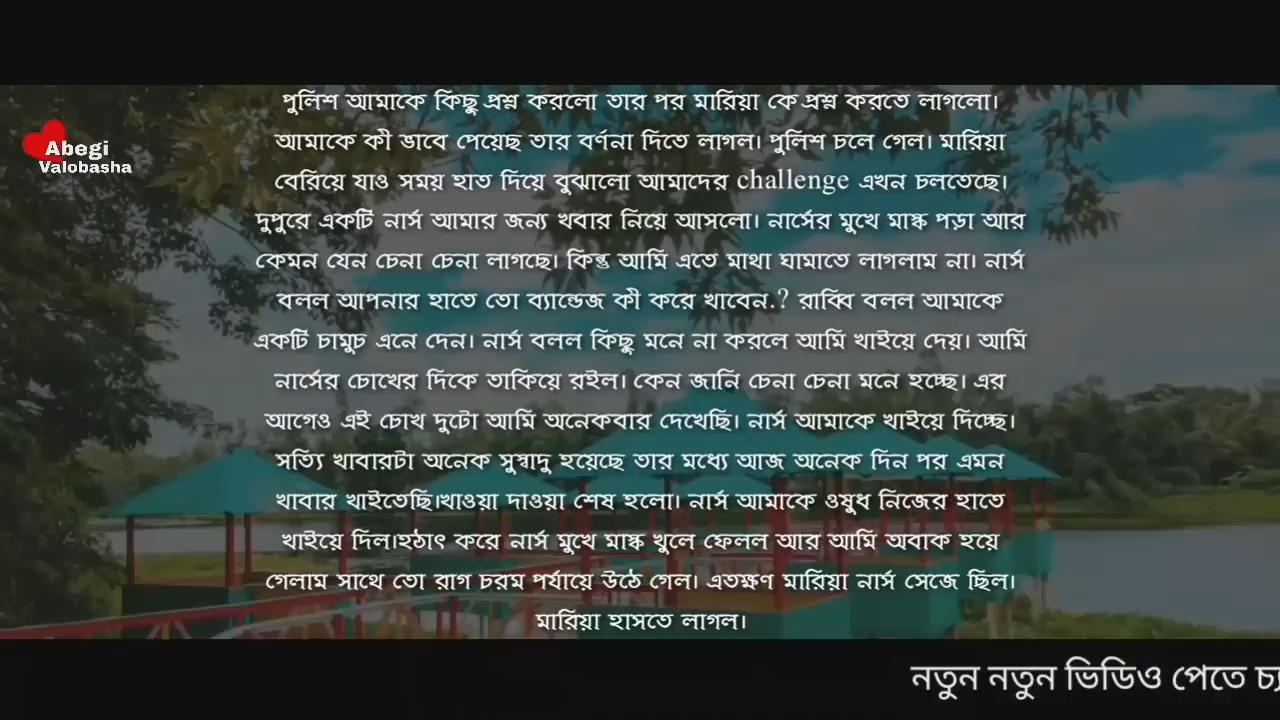 পুলিশ আমাকে কিছু প্রশ্ন করলো তার পর মারিয়া কে প্রশ্ন করতে লাগলো।
Abegi
Valobasha
আমাকে কী ভাবে পেয়েছ তার বর্ণনা দিতে লাগল। পুলিশ চলে গেল। মারিয়া
বেরিয়ে যাও সময় হাত দিয়ে বুঝালো আমাদের challenge এখন চলতেছে।
দুপুরে একটি নার্স আমার জন্য খবার নিয়ে আসলো। নার্সের মুখে মাস্ক পড়া আর
কেমন যেন চেনা চেনা লাগছে। কিন্তু আমি এতে মাথা ঘামাতে লাগলাম না। নার্স
বলল আপনার হাতে তো ব্যান্ডেজ কী করে খাবেন.? রাব্বি বলল আমাকে
একটি চামুচ এনে দেন। নার্স বলল কিছু মনে না করলে আমি খাইয়ে দেয়। আমি
নার্সের চোখের দিকে তাকিয়ে রইল। কেন জানি চেনা চেনা মনে হচ্ছে। এর
আগেও এই চোখ দুটো আমি অনেকবার দেখেছি। নার্স আমাকে খাইয়ে দিচ্ছে।
সত্যি খাবারটা অনেক সুস্বাদু হয়েছে তার মধ্যে আজ অনেক দিন পর এমন
খাবার খাইতেছি।খাওয়া দাওয়া শেষ হলো। নার্স আমাকে ওষুধ নিজের হাতে
খাইয়ে দিল।হঠাৎ করে নার্স মুখে মাস্ক খুলে ফেলল আর আমি অবাক হয়ে
গেলাম সাথে তো রাগ চরম পর্যায়ে উঠে গেল। এতক্ষণ মারিয়া নার্স সেজে ছিল।
মারিয়া হাসতে লাগল।
নতুন নতুন ভিডিও পেতে